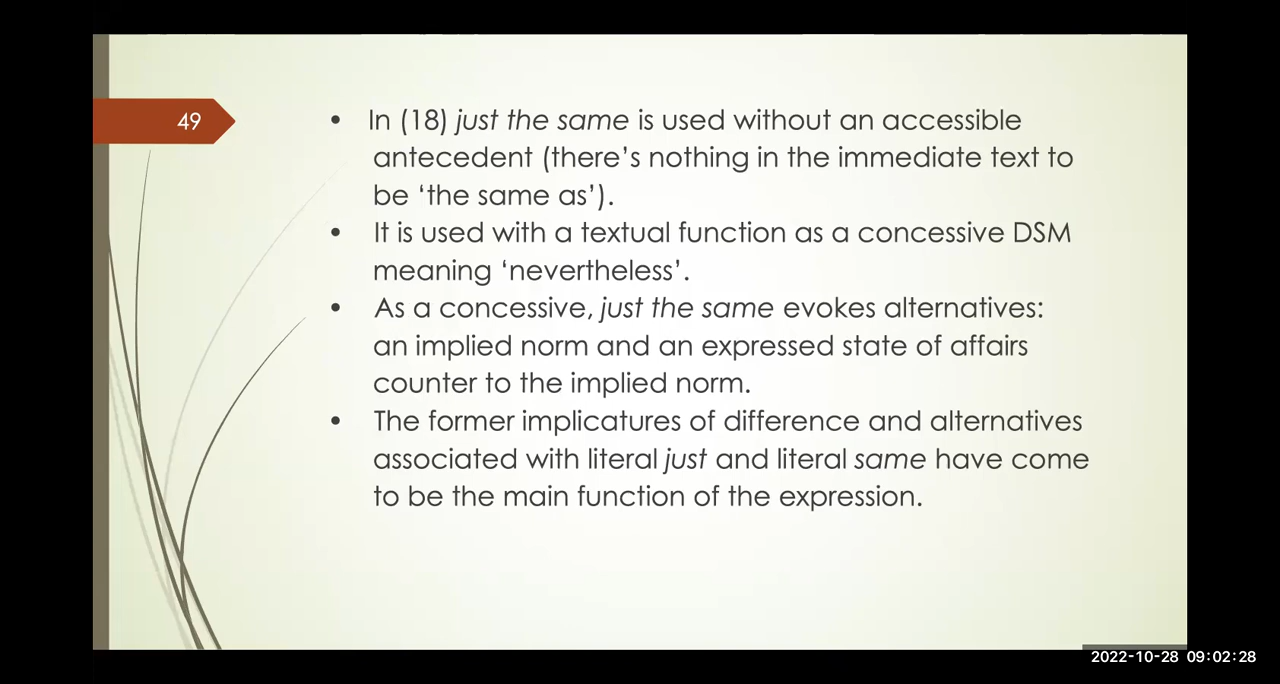 49
• In (18) just the same is used without an accessible
antecedent (there’s nothing in the immediate text to
be ‘the same as’).
• It is used with a textual function as a concessive DSM
meaning ‘nevertheless’.
• As a concessive, just the same evokes alternatives:
an implied norm and an expressed state of affairs
counter to the implied norm.
• The former implicatures of difference and alternatives
associated with literal just and literal same have come
to be the main function of the expression.
2022-10-28 09:02:28